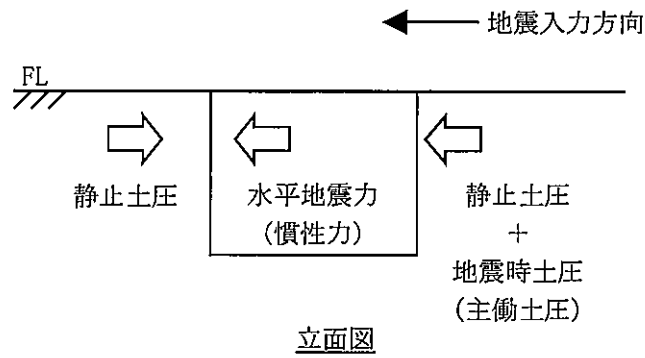 地震入力方向
FL
静止土圧
水平地震力
(慣性力)
静止土圧
+
地震時土圧
(主働土圧)
立面図